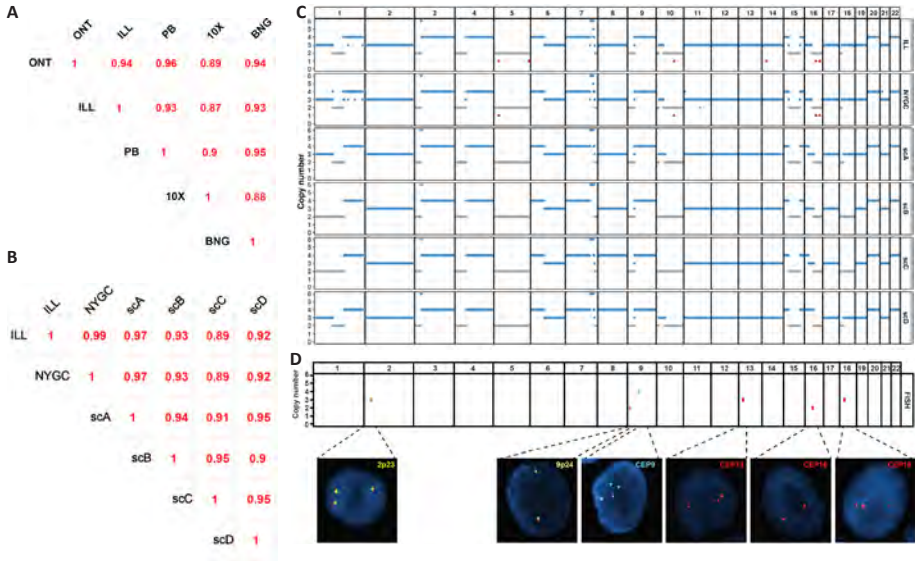 A
ONT ILL PB 10X BNG
ONT 1 0.94 0.96 0.89 0.94
ILL 1 0.93 0.87 0.93
PB 1 0.9 0.95
10X 1 0.88
BNG 1
B
ILL NYGC scA scB scC scD
ILL 1 0.99 0.97 0.93 0.89 0.92
NYGC 1 0.97 0.93 0.89 0.92
scA 1 0.94 0.91 0.95
scB 1 0.95 0.9
scC 1 0.95
scD 1
C
1 2 3 4 5 6 7 8 9 10 11 12 13 14 15 16 17 18 19 20 21 22
Copy number
ILL
NYGC
scA
scB
scC
scD
D
1 2 3 4 5 6 7 8 9 10 11 12 13 14 15 16 17 18 19 20 21 22
Copy number
FISH
2p23
9p24
CEP9